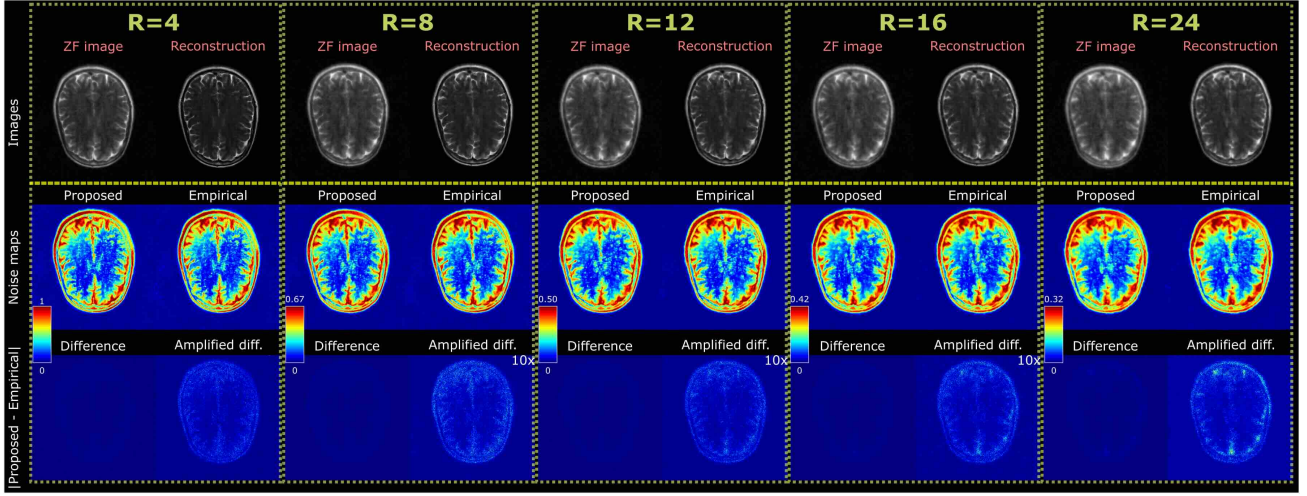 R=4 R=8 R=12 R=16 R=24
ZF image Reconstruction ZF image Reconstruction ZF image Reconstruction ZF image Reconstruction ZF image Reconstruction
Images
Proposed Empirical Proposed Empirical Proposed Empirical Proposed Empirical Proposed Empirical
Noise maps
1 0.67 0.50 0.42 0.32
Difference Amplified diff. Difference Amplified diff. Difference Amplified diff. Difference Amplified diff. Difference Amplified diff.
0 0 10x 0 10x 0 10x 0
|Proposed - Empirical|